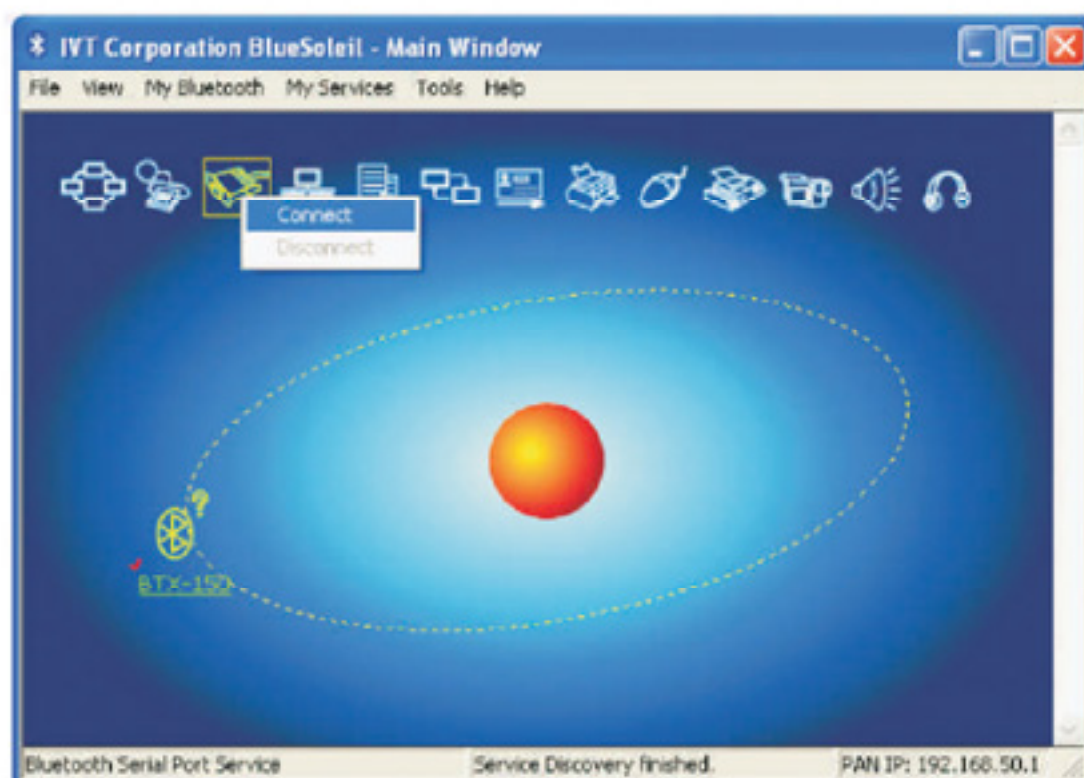 IVT Corporation BlueSoleil - Main Window
File View My Bluetooth My Services Tools Help
Connect
Disconnect
BTX-150
Bluetooth Serial Port Service Service Discovery finished. PAN IP: 192.168.50.1